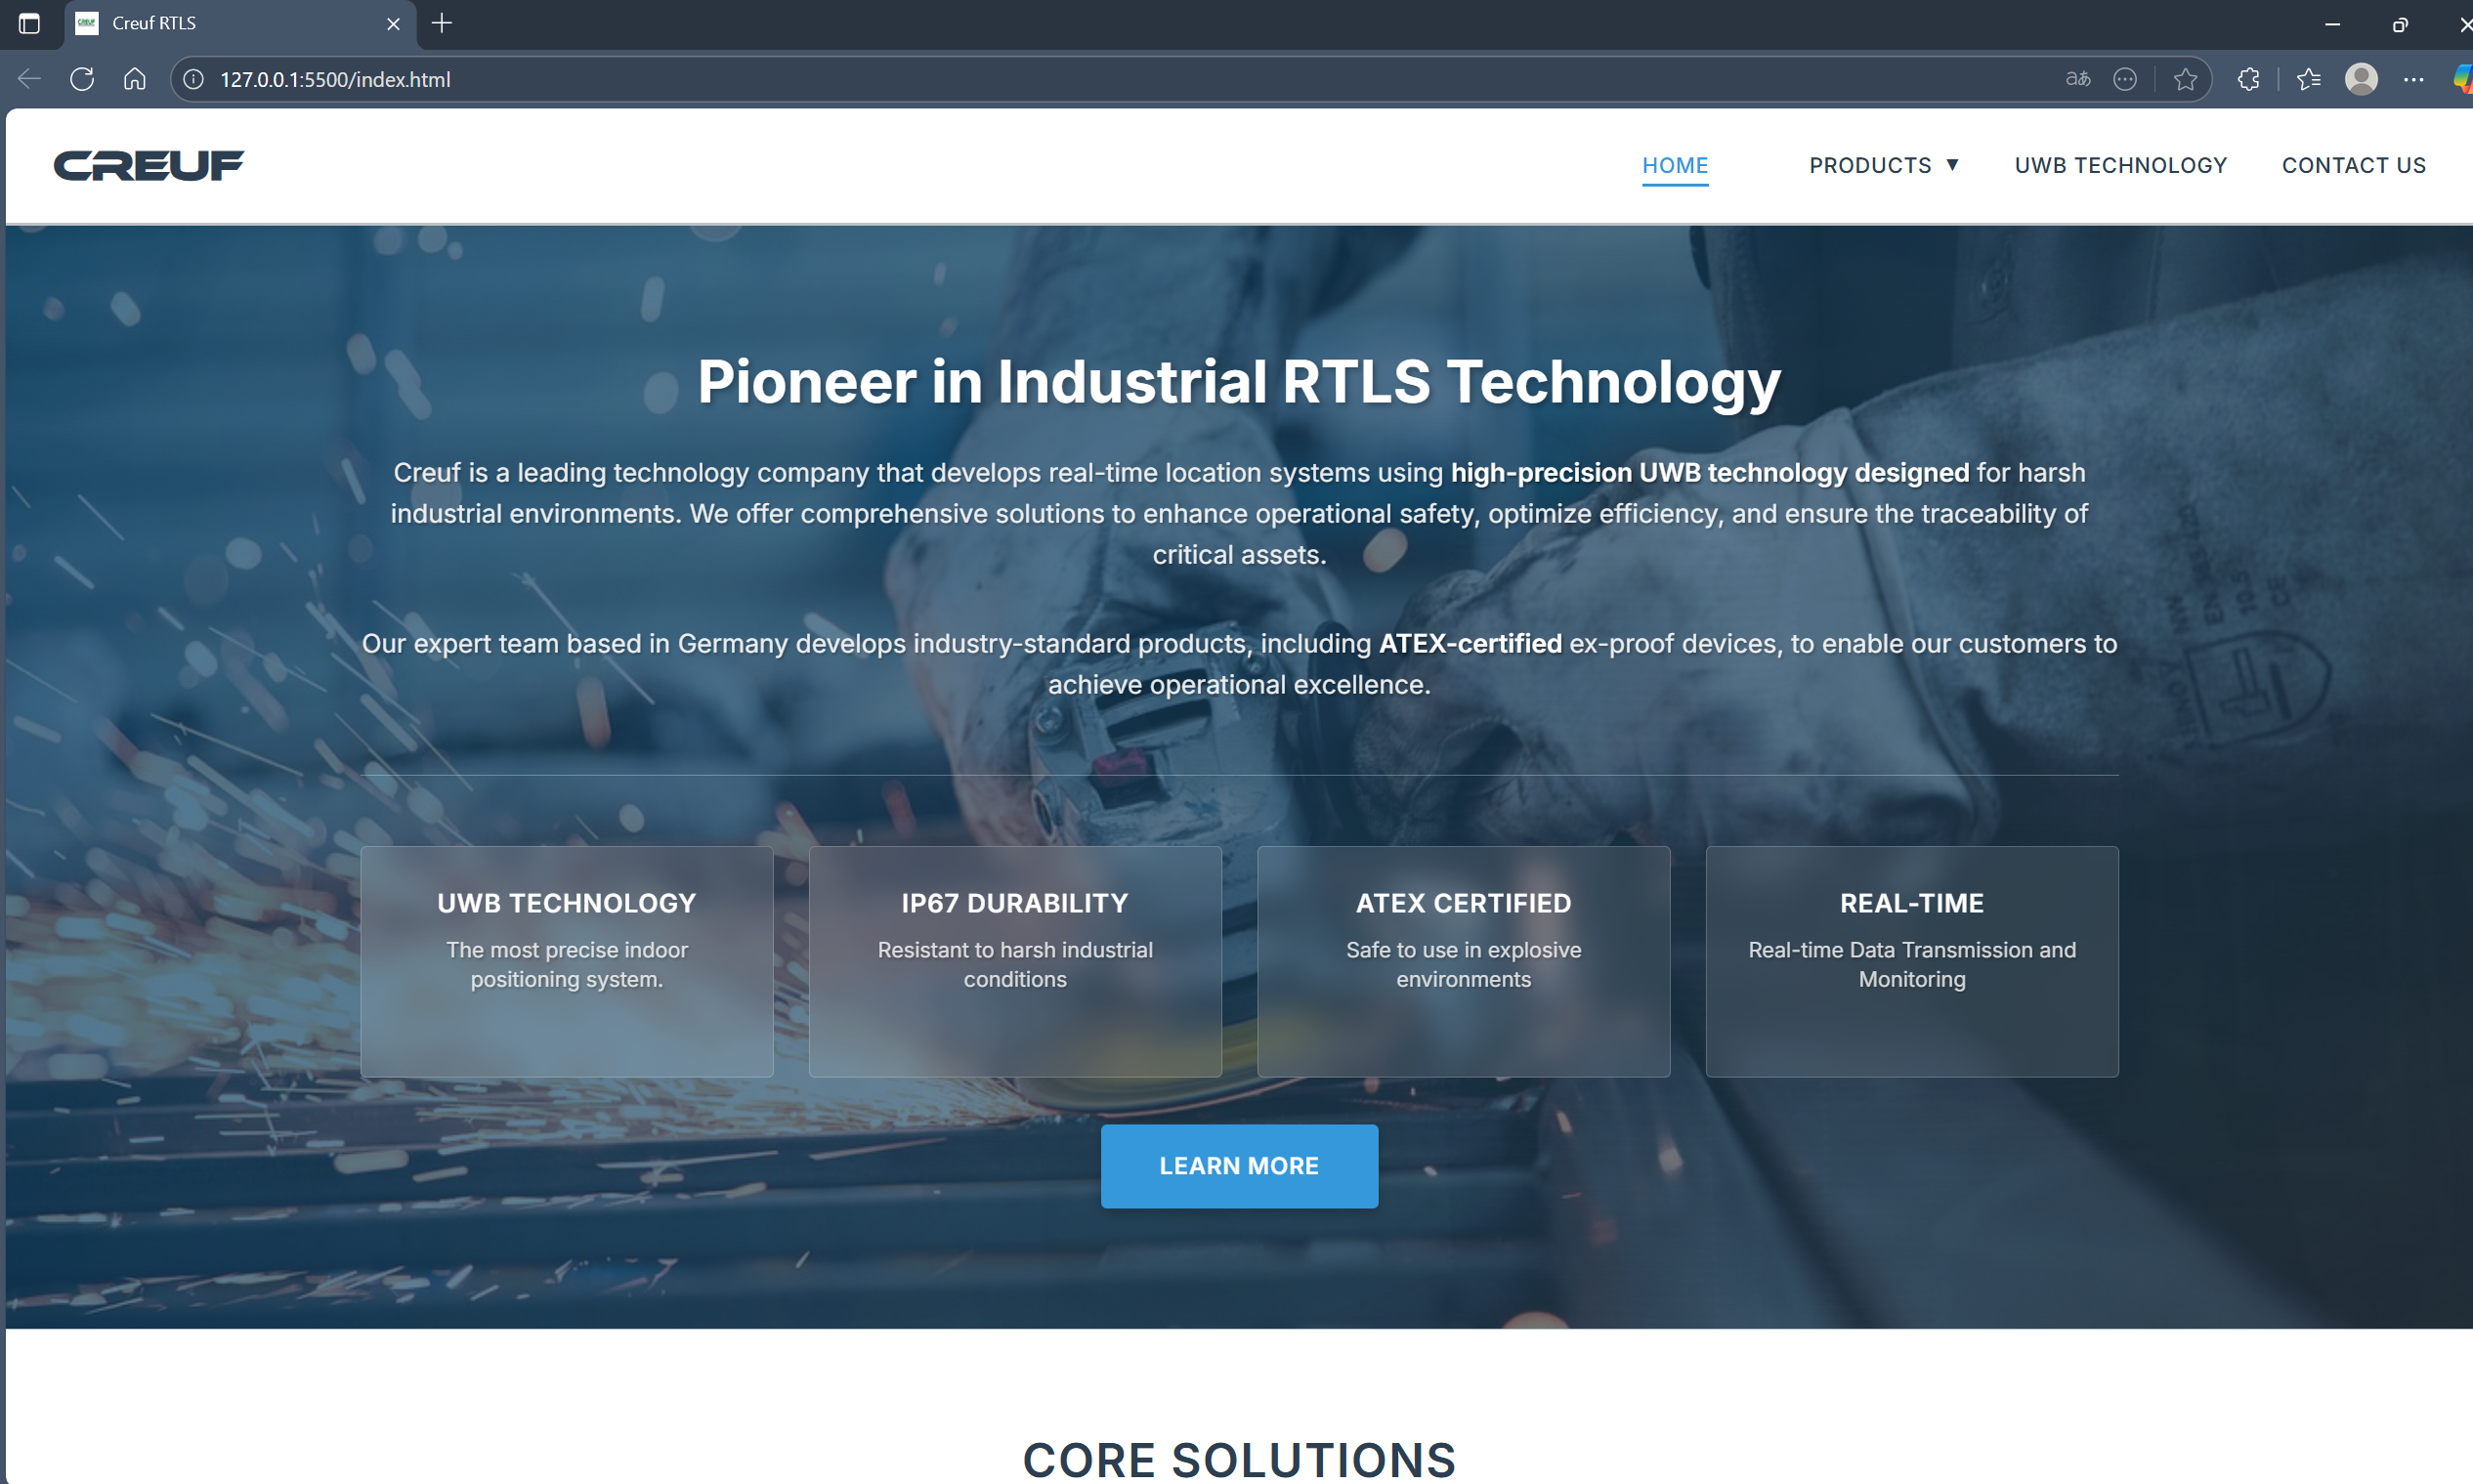 Creuf RTLS
127.0.0.1:5500/index.html
CREUF
HOME
PRODUCTS ▼
UWB TECHNOLOGY
CONTACT US
Pioneer in Industrial RTLS Technology
Creuf is a leading technology company that develops real-time location systems using high-precision UWB technology designed for harsh
industrial environments. We offer comprehensive solutions to enhance operational safety, optimize efficiency, and ensure the traceability of
critical assets.
Our expert team based in Germany develops industry-standard products, including ATEX-certified ex-proof devices, to enable our customers to
achieve operational excellence.
UWB TECHNOLOGY
The most precise indoor
positioning system.
IP67 DURABILITY
Resistant to harsh industrial
conditions
ATEX CERTIFIED
Safe to use in explosive
environments
REAL-TIME
Real-time Data Transmission and
Monitoring
LEARN MORE
CORE SOLUTIONS